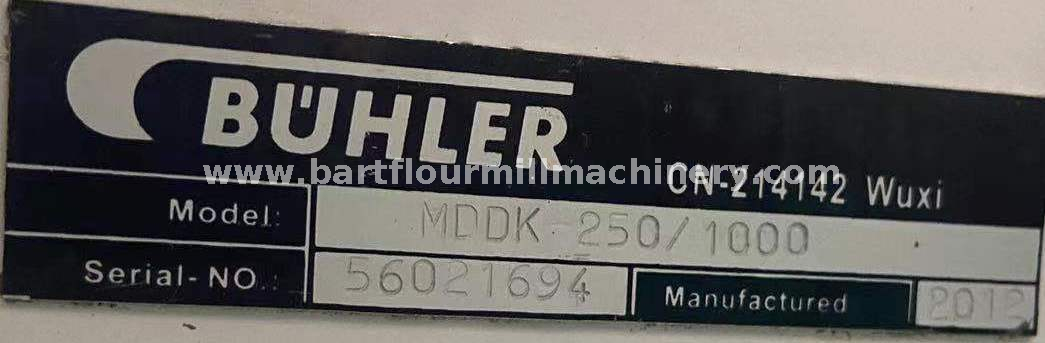 BÜHLER
www.bartflourmillmachinery.com
CN-214142 Wuxi
Model: MDDK-250/1000
Serial-NO.: 56021694 Manufactured 2012